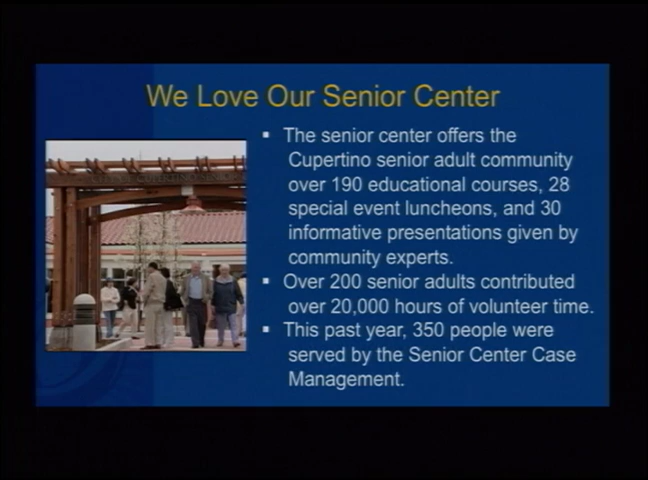 We Love Our Senior Center
▪ The senior center offers the
Cupertino senior adult community
over 190 educational courses, 28
special event luncheons, and 30
informative presentations given by
community experts.
▪ Over 200 senior adults contributed
over 20,000 hours of volunteer time.
▪ This past year, 350 people were
served by the Senior Center Case
Management.